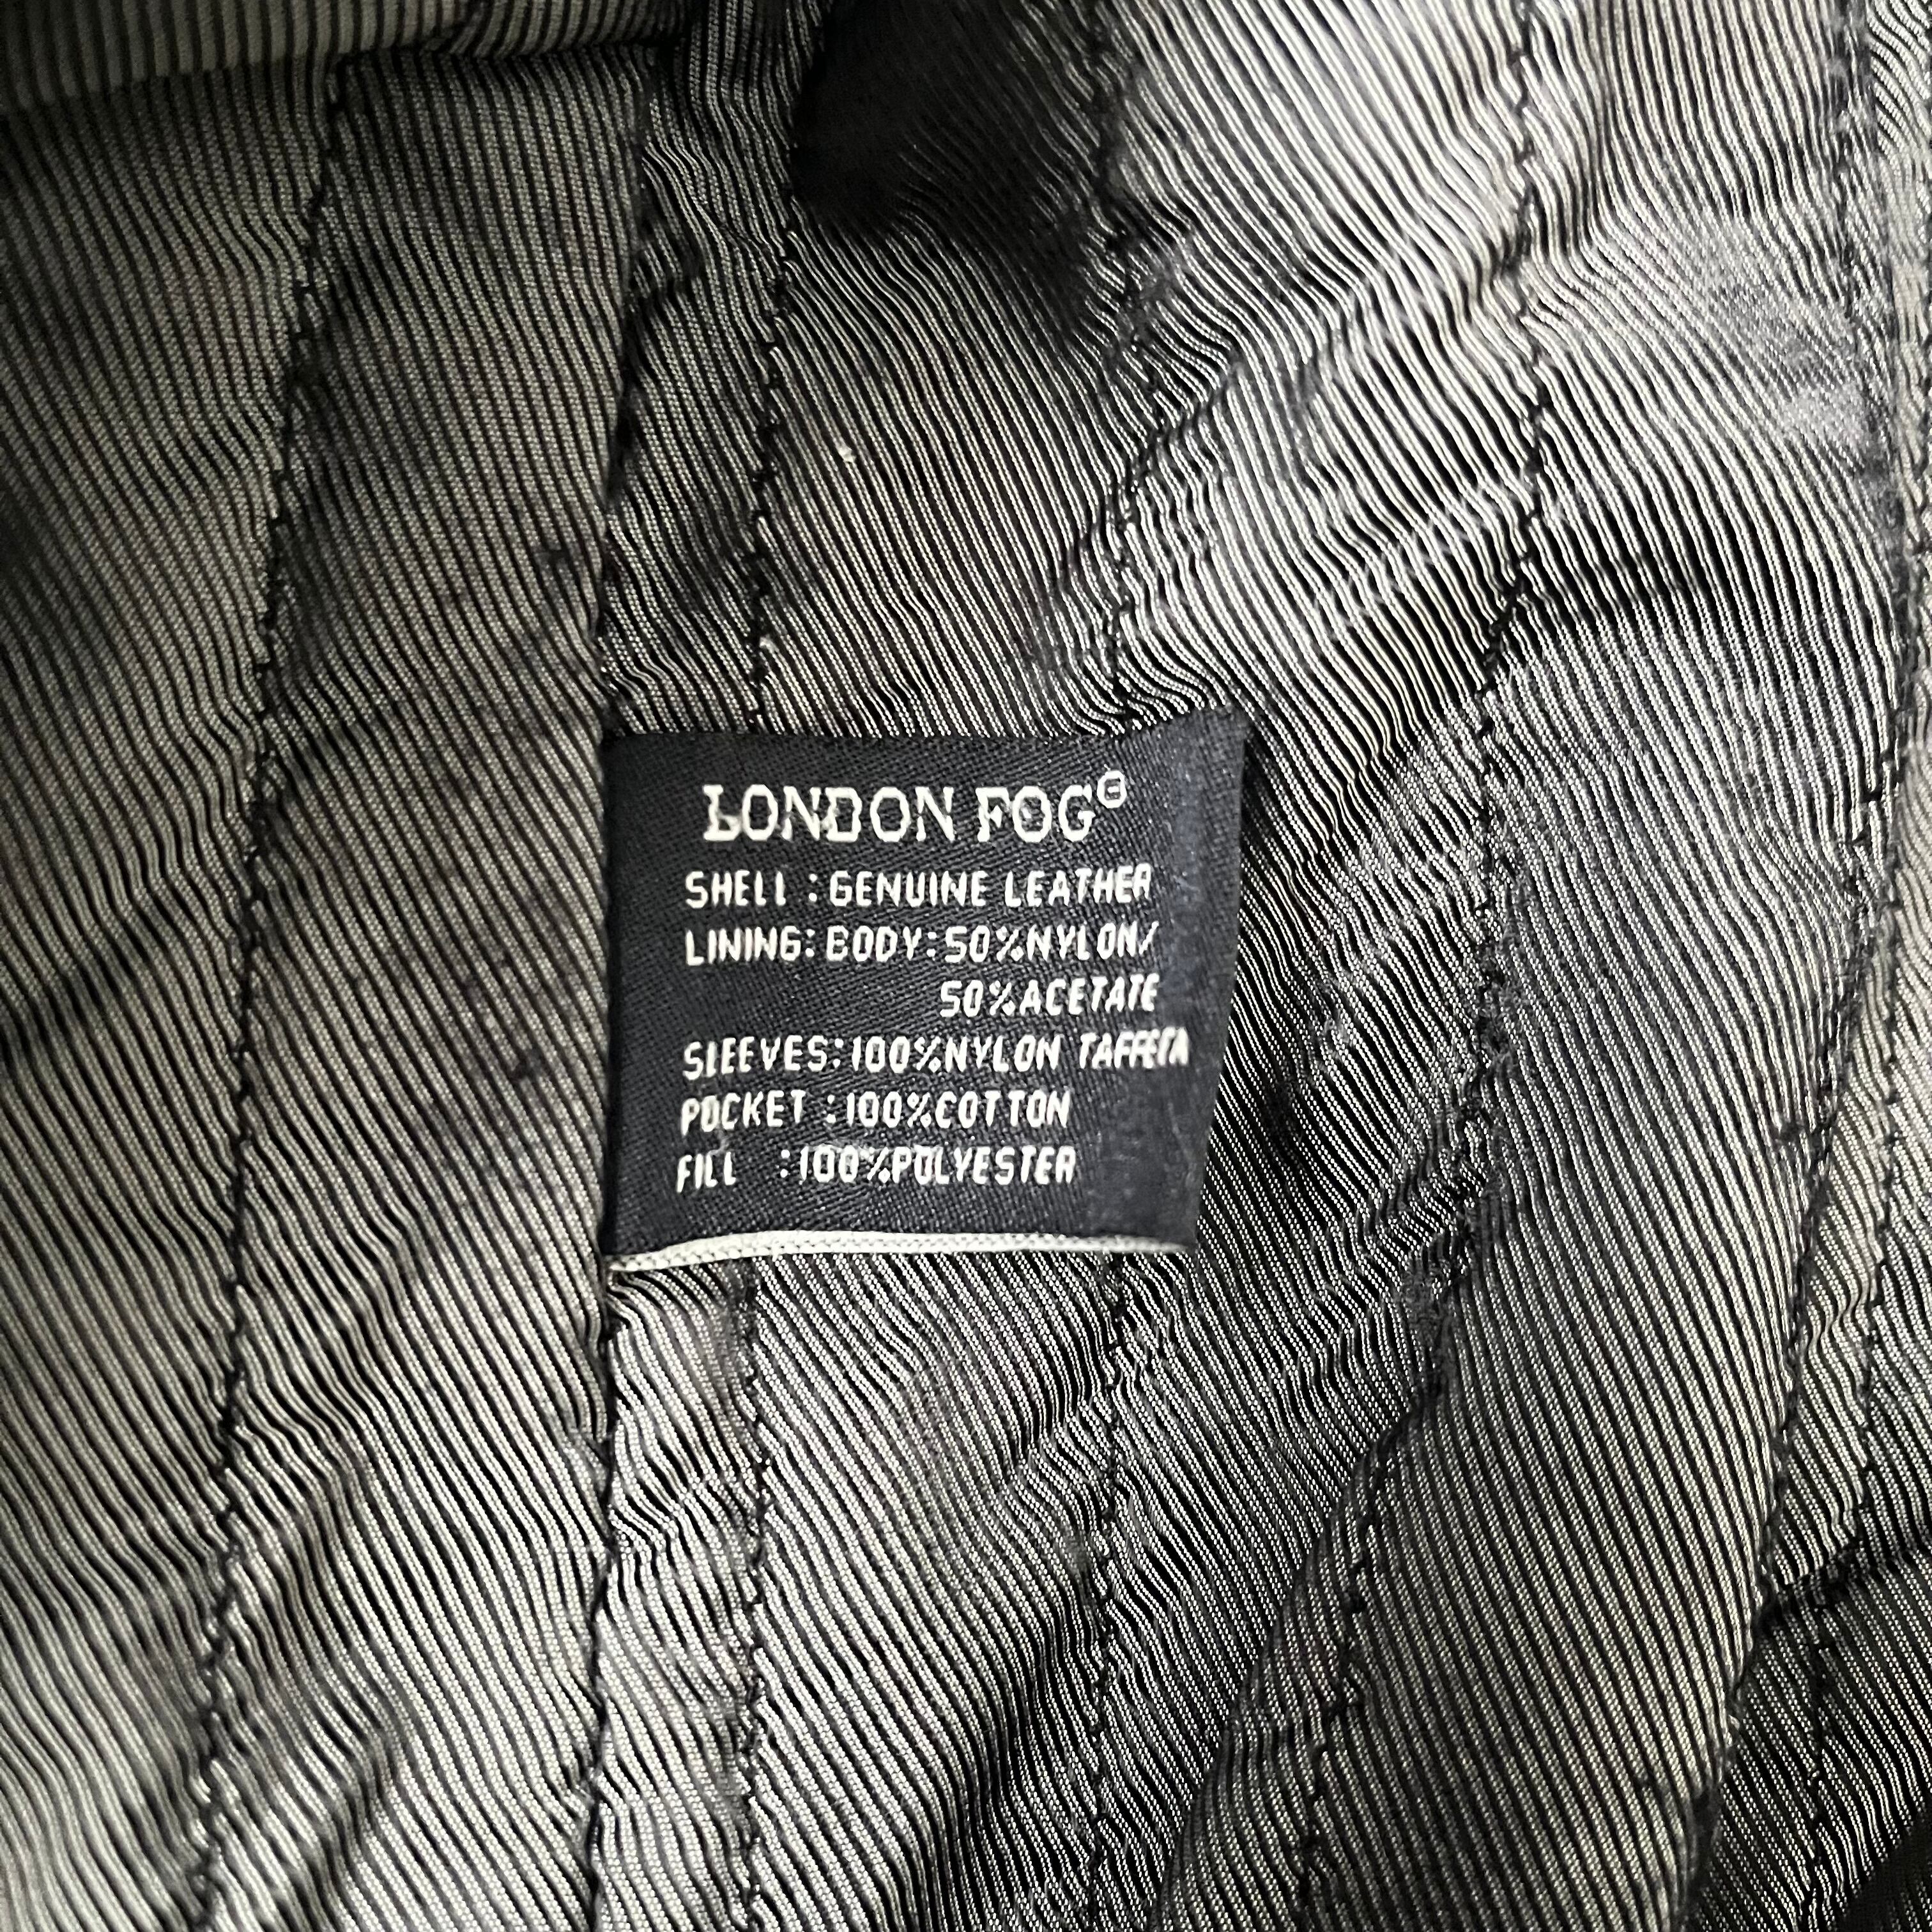 LONDON FOG®
SHELL : GENUINE LEATHER
LINING: BODY: 50%NYLON/
50%ACETATE
SLEEVES: 100%NYLON TAFFETA
POCKET : 100%COTTON
FILL : 100%POLYESTER